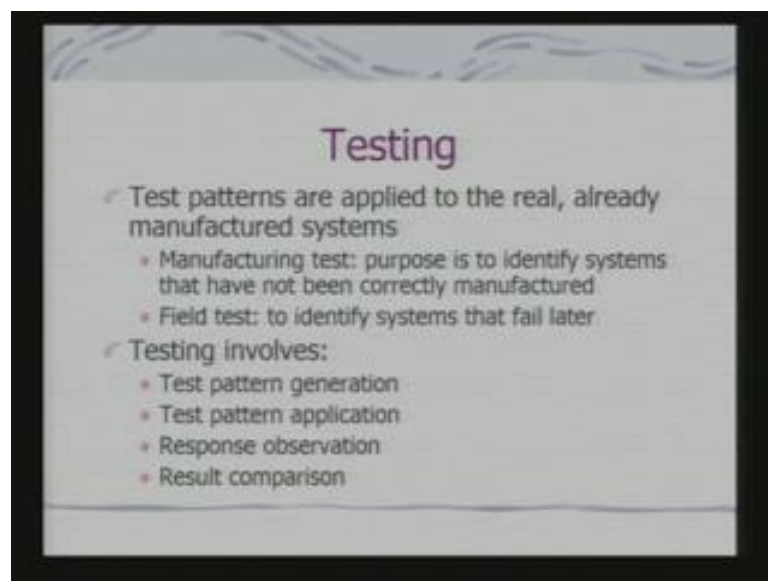 Testing
Test patterns are applied to the real, already
manufactured systems
Manufacturing test: purpose is to identify systems
that have not been correctly manufactured
Field test: to identify systems that fail later
Testing involves:
Test pattern generation
Test pattern application
Response observation
Result comparison